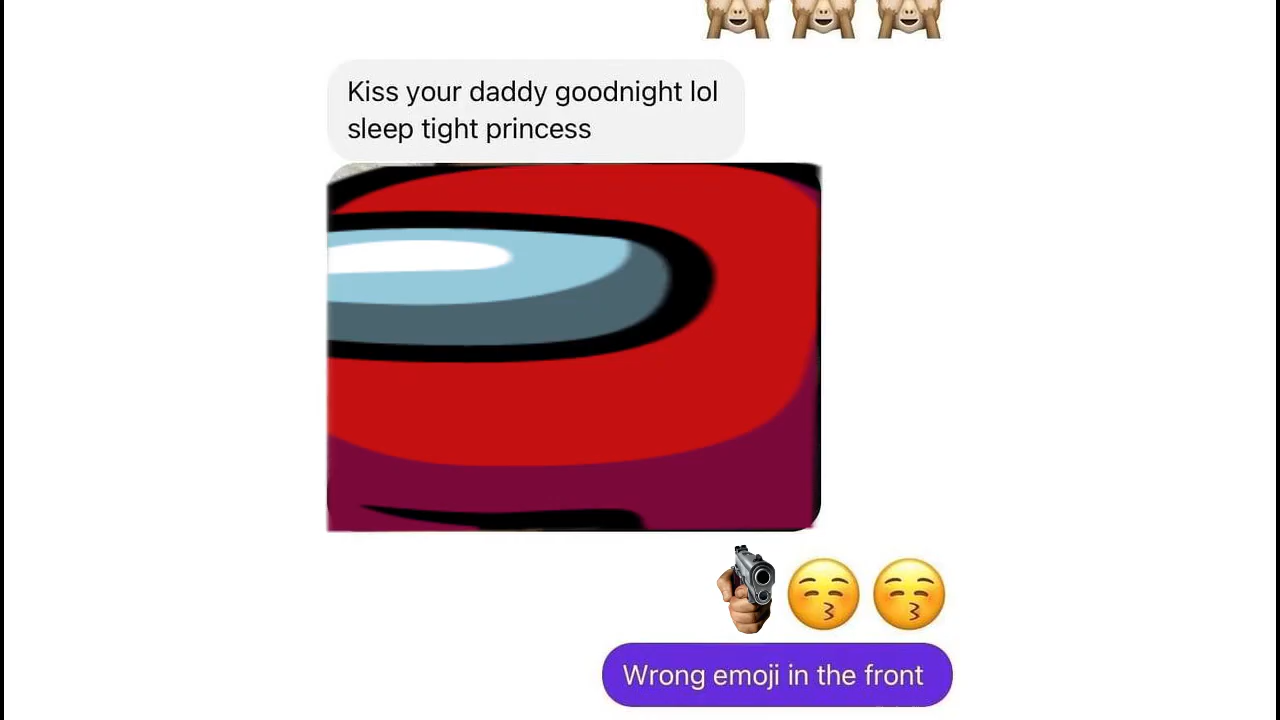 Kiss your daddy goodnight lol
sleep tight princess
Wrong emoji in the front